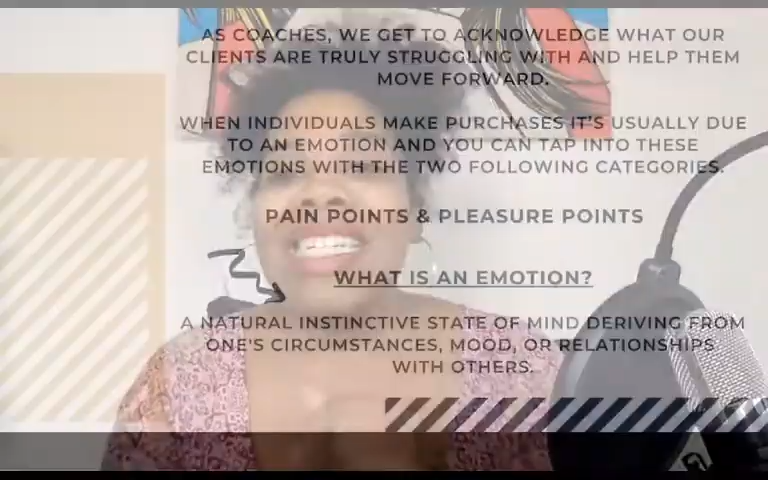 AS COACHES, WE GET TO ACKNOWLEDGE WHAT OUR
CLIENTS ARE TRULY STRUGGLING WITH AND HELP THEM
MOVE FORWARD.
WHEN INDIVIDUALS MAKE PURCHASES IT'S USUALLY DUE
TO AN EMOTION AND YOU CAN TAP INTO THESE
EMOTIONS WITH THE TWO FOLLOWING CATEGORIES.
PAIN POINTS & PLEASURE POINTS
WHAT IS AN EMOTION?
A NATURAL INSTINCTIVE STATE OF MIND DERIVING FROM
ONE'S CIRCUMSTANCES, MOOD, OR RELATIONSHIPS
WITH OTHERS.